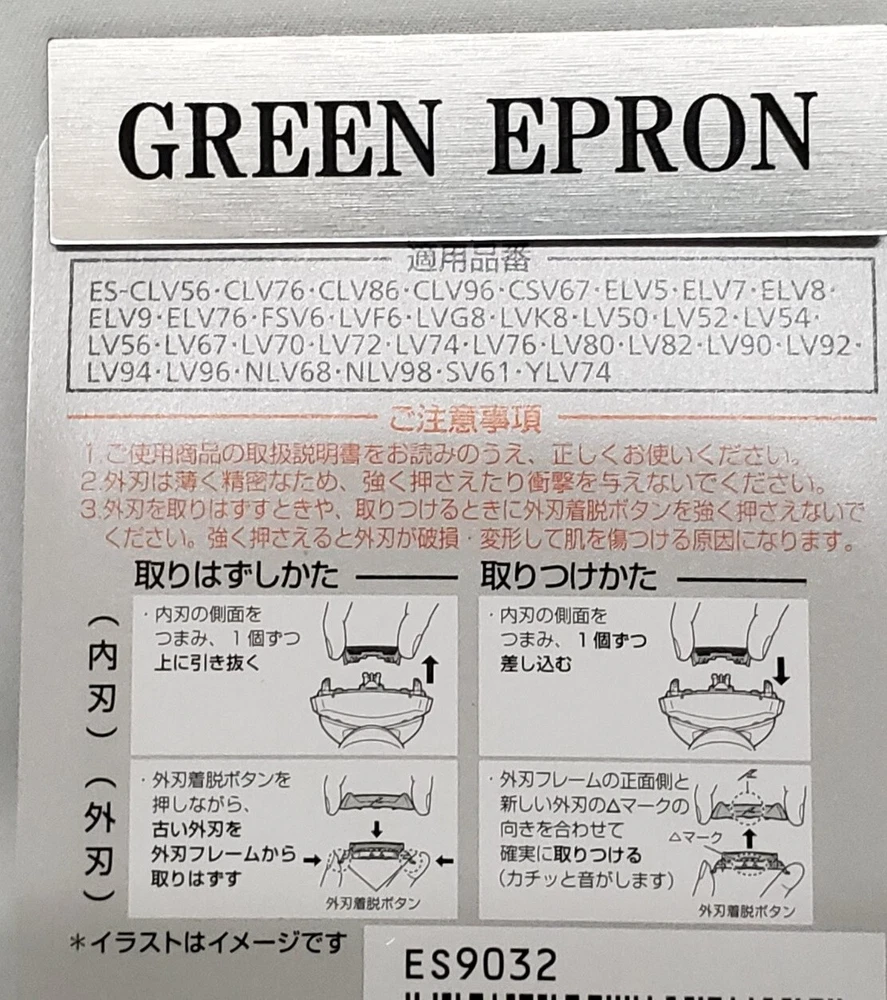 GREEN EPRON
適用品番
ES-CLV56・CLV76・CLV86・CLV96・CSV67・ELV5・ELV7・ELV8・
ELV9・ELV76・FSV6・LVF6・LVG8・LVK8・LV50・LV52・LV54・
LV56・LV67・LV70・LV72・LV74・LV76・LV80・LV82・LV90・LV92・
LV94・LV96・NLV68・NLV98・SV61・YLV74
ご注意事項
1.ご使用商品の取扱説明書をお読みのうえ、正しくお使いください。
2.外刃は薄く精密なため、強く押さえたり衝撃を与えないでください。
3.外刃を取りはずすときや、取りつけるときに外刃着脱ボタンを強く押さえないで
ください。強く押さえると外刃が破損・変形して肌を傷つける原因になります。
取りはずしかた
(内刃)
・内刃の側面を
つまみ、1個ずつ
上に引き抜く
(外刃)
・外刃着脱ボタンを
押しながら、
古い外刃を
外刃フレームから
取りはずす
外刃着脱ボタン
取りつけかた
・内刃の側面を
つまみ、1個ずつ
差し込む
・外刃フレームの正面側と
新しい外刃の△マークの
向きを合わせて
確実に取りつける
(カチッと音がします)
△マーク
外刃着脱ボタン
*イラストはイメージです
ES9032